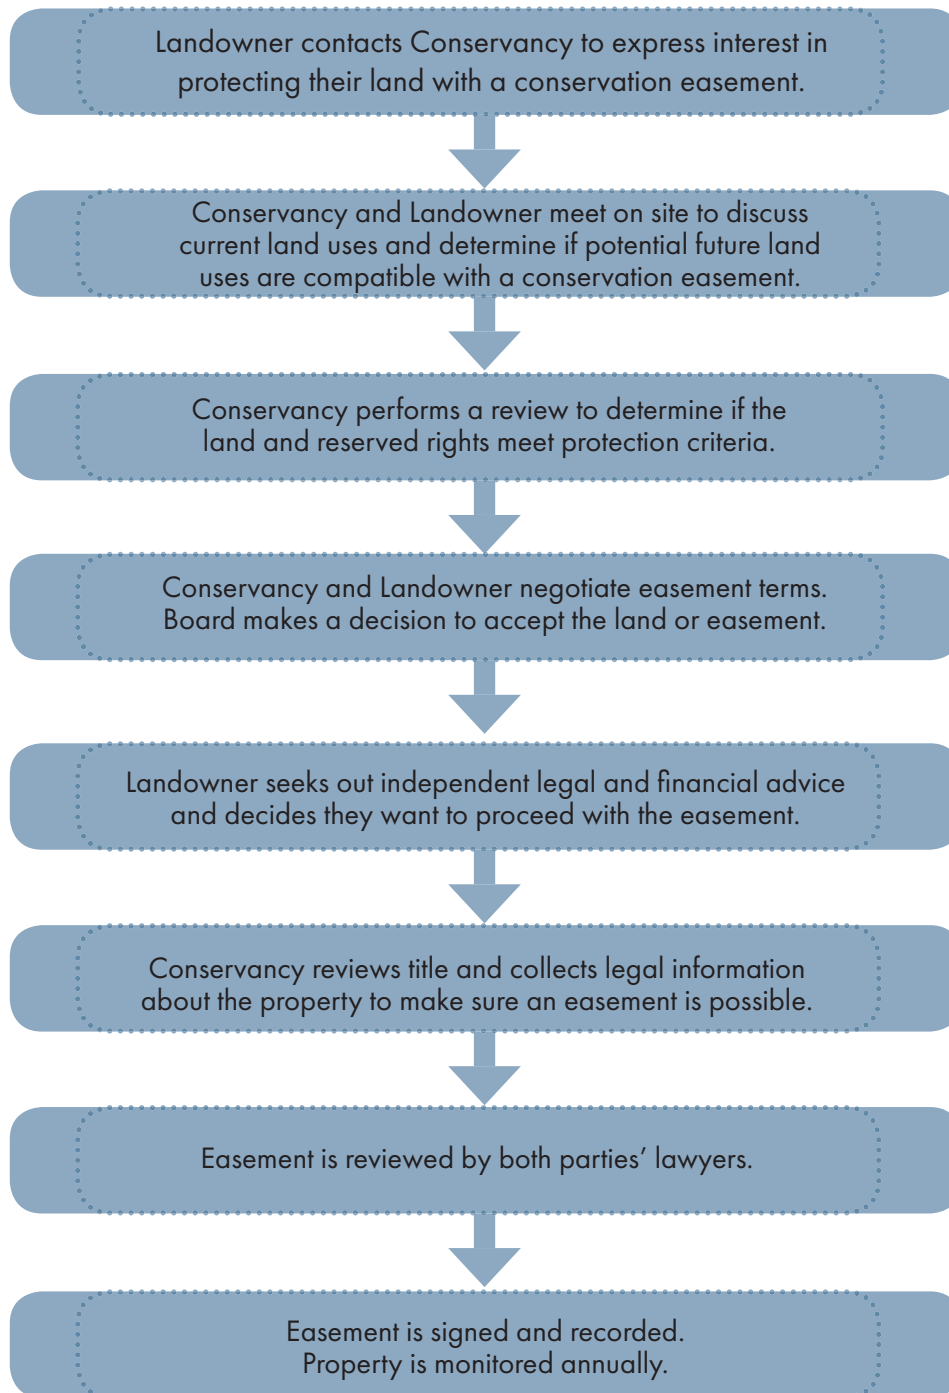 Landowner contacts Conservancy to express interest in
protecting their land with a conservation easement.
Conservancy and Landowner meet on site to discuss
current land uses and determine if potential future land
uses are compatible with a conservation easement.
Conservancy performs a review to determine if the
land and reserved rights meet protection criteria.
Conservancy and Landowner negotiate easement terms.
Board makes a decision to accept the land or easement.
Landowner seeks out independent legal and financial advice
and decides they want to proceed with the easement.
Conservancy reviews title and collects legal information
about the property to make sure an easement is possible.
Easement is reviewed by both parties’ lawyers.
Easement is signed and recorded.
Property is monitored annually.